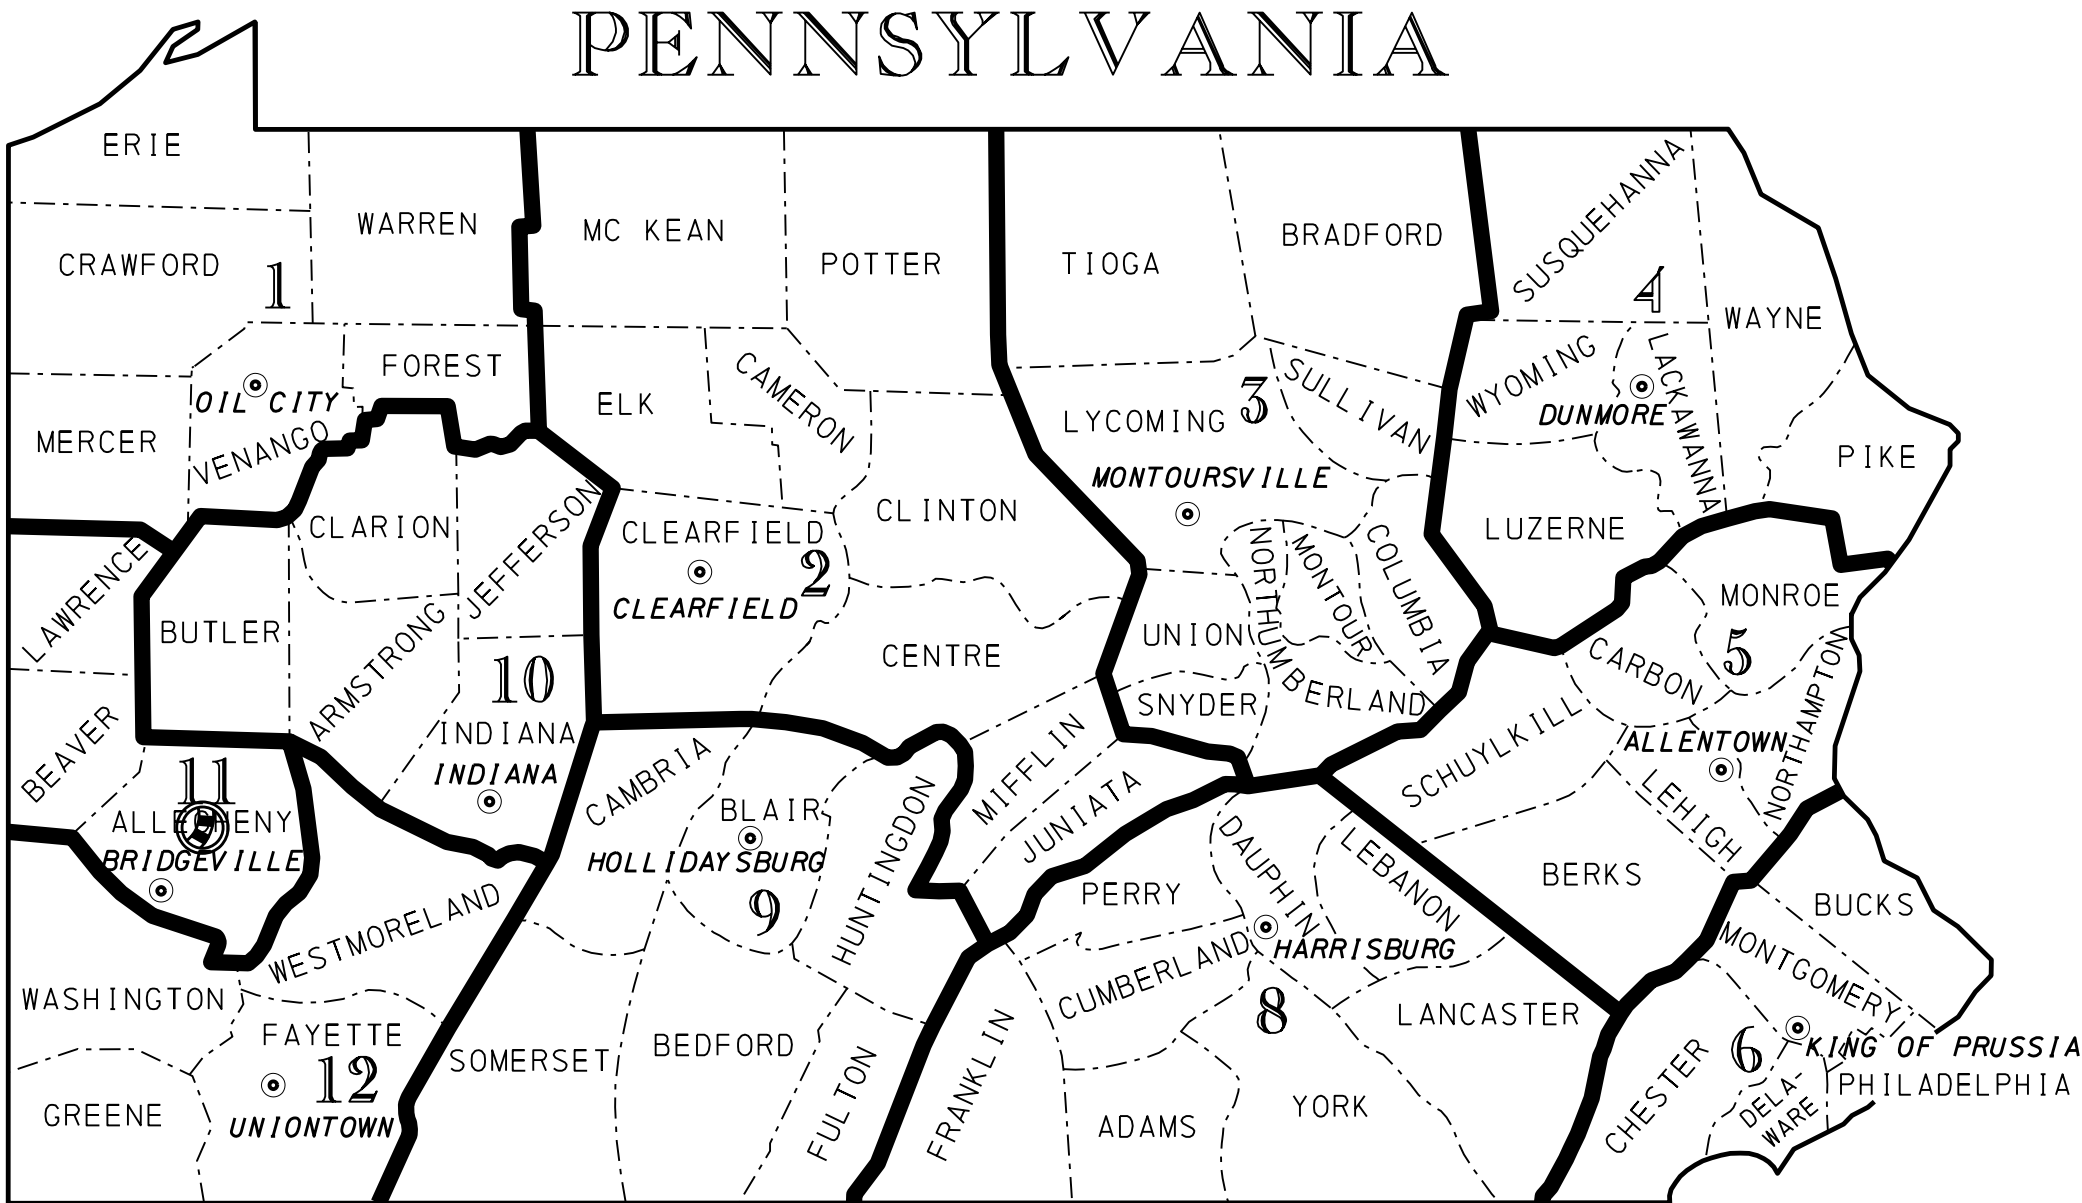 PENNSYLVANIA
ERIE
WARREN
MC KEAN
POTTER
TIOGA
BRADFORD
SUSQUEHANNA
CRAWFORD
1
4
WAYNE
FOREST
OIL CITY
ELK
CAMERON
LYCOMING
3
SULLIVAN
WYOMING
LACKAWANNA
DUNMORE
MERCER
VENANGO
MONTOURSVILLE
PIKE
CLARION
JEFFERSON
CLEARFIELD
2
CLEARFIELD
CLINTON
LUZERNE
LAWRENCE
BUTLER
ARMSTRONG
10
INDIANA
INDIANA
CENTRE
UNION
SNYDER
NORTHUMBERLAND
MONTOUR
COLUMBIA
MONROE
5
CARBON
NORTHAMPTON
ALLENTOWN
SCHUYLKILL
LEHIGH
BEAVER
11
ALLEGHENY
BRIDGEVILLE
CAMBRIA
BLAIR
HOLLIDAYSBURG
9
HUNTINGDON
MIFFLIN
JUNIATA
PERRY
DAUPHIN
LEBANON
HARRISBURG
BERKS
BUCKS
MONTGOMERY
WESTMORELAND
WASHINGTON
FAYETTE
12
UNIONTOWN
GREENE
SOMERSET
BEDFORD
FULTON
FRANKLIN
CUMBERLAND
8
LANCASTER
ADAMS
YORK
CHESTER
6
KING OF PRUSSIA
PHILADELPHIA
DELA-
WARE